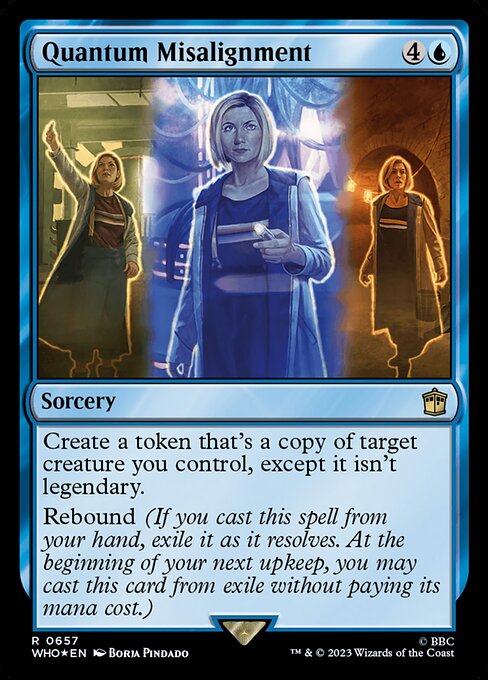 Quantum Misalignment 4
Sorcery
Create a token that's a copy of target
creature you control, except it isn't
legendary.
Rebound (If you cast this spell from
your hand, exile it as it resolves. At the
beginning of your next upkeep, you may
cast this card from exile without paying its
mana cost.)
R 0657
WHO★EN Borja Pindado
© BBC
™ & © 2023 Wizards of the Coast